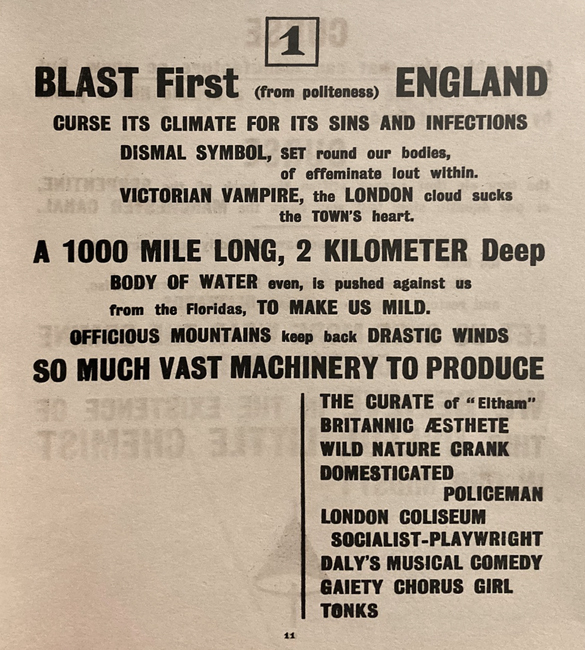 1
BLAST First (from politeness) ENGLAND
CURSE ITS CLIMATE FOR ITS SINS AND INFECTIONS
DISMAL SYMBOL, SET round our bodies,
of effeminate lout within.
VICTORIAN VAMPIRE, the LONDON cloud sucks
the TOWN'S heart.
A 1000 MILE LONG, 2 KILOMETER Deep
BODY OF WATER even, is pushed against us
from the Floridas, TO MAKE US MILD.
OFFICIOUS MOUNTAINS keep back DRASTIC WINDS
SO MUCH VAST MACHINERY TO PRODUCE
THE CURATE of "Eltham"
BRITANNIC ÆSTHETE
WILD NATURE CRANK
DOMESTICATED
POLICEMAN
LONDON COLISEUM
SOCIALIST-PLAYWRIGHT
DALY'S MUSICAL COMEDY
GAIETY CHORUS GIRL
TONKS
11